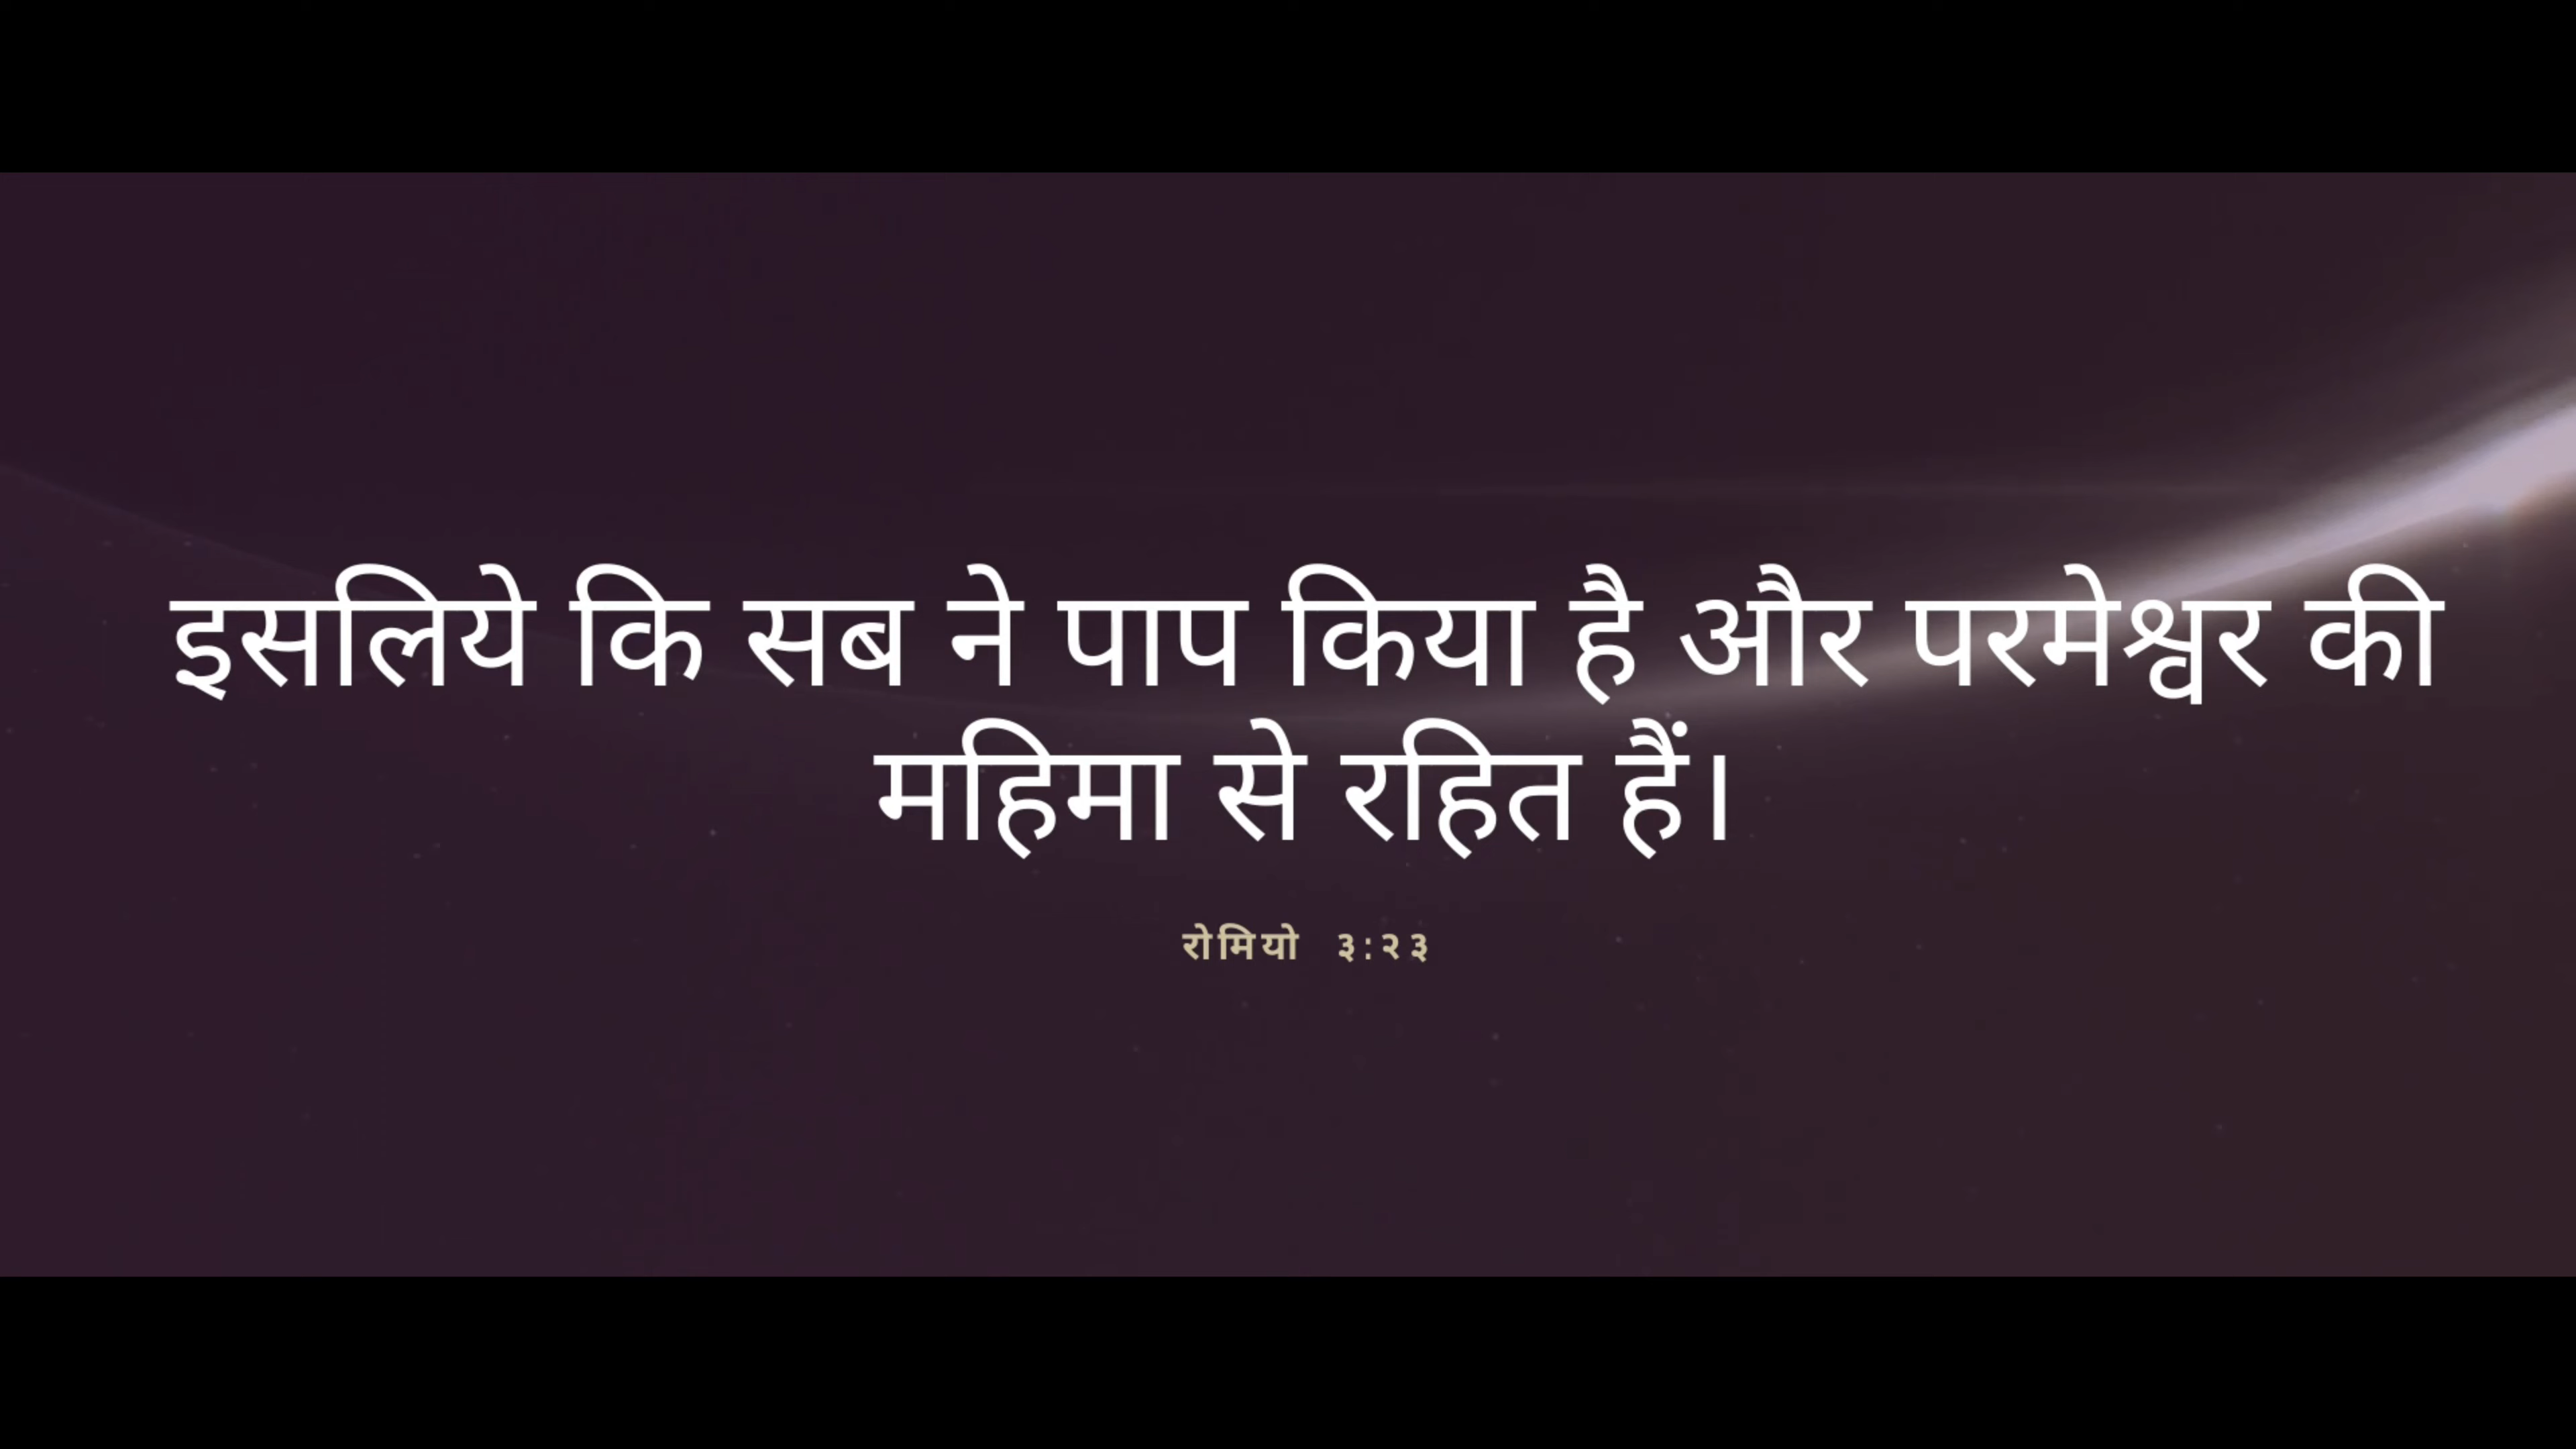 इसलिये कि सब ने पाप किया है और परमेश्वर की
महिमा से रहित हैं।
रोमियो ३:२३